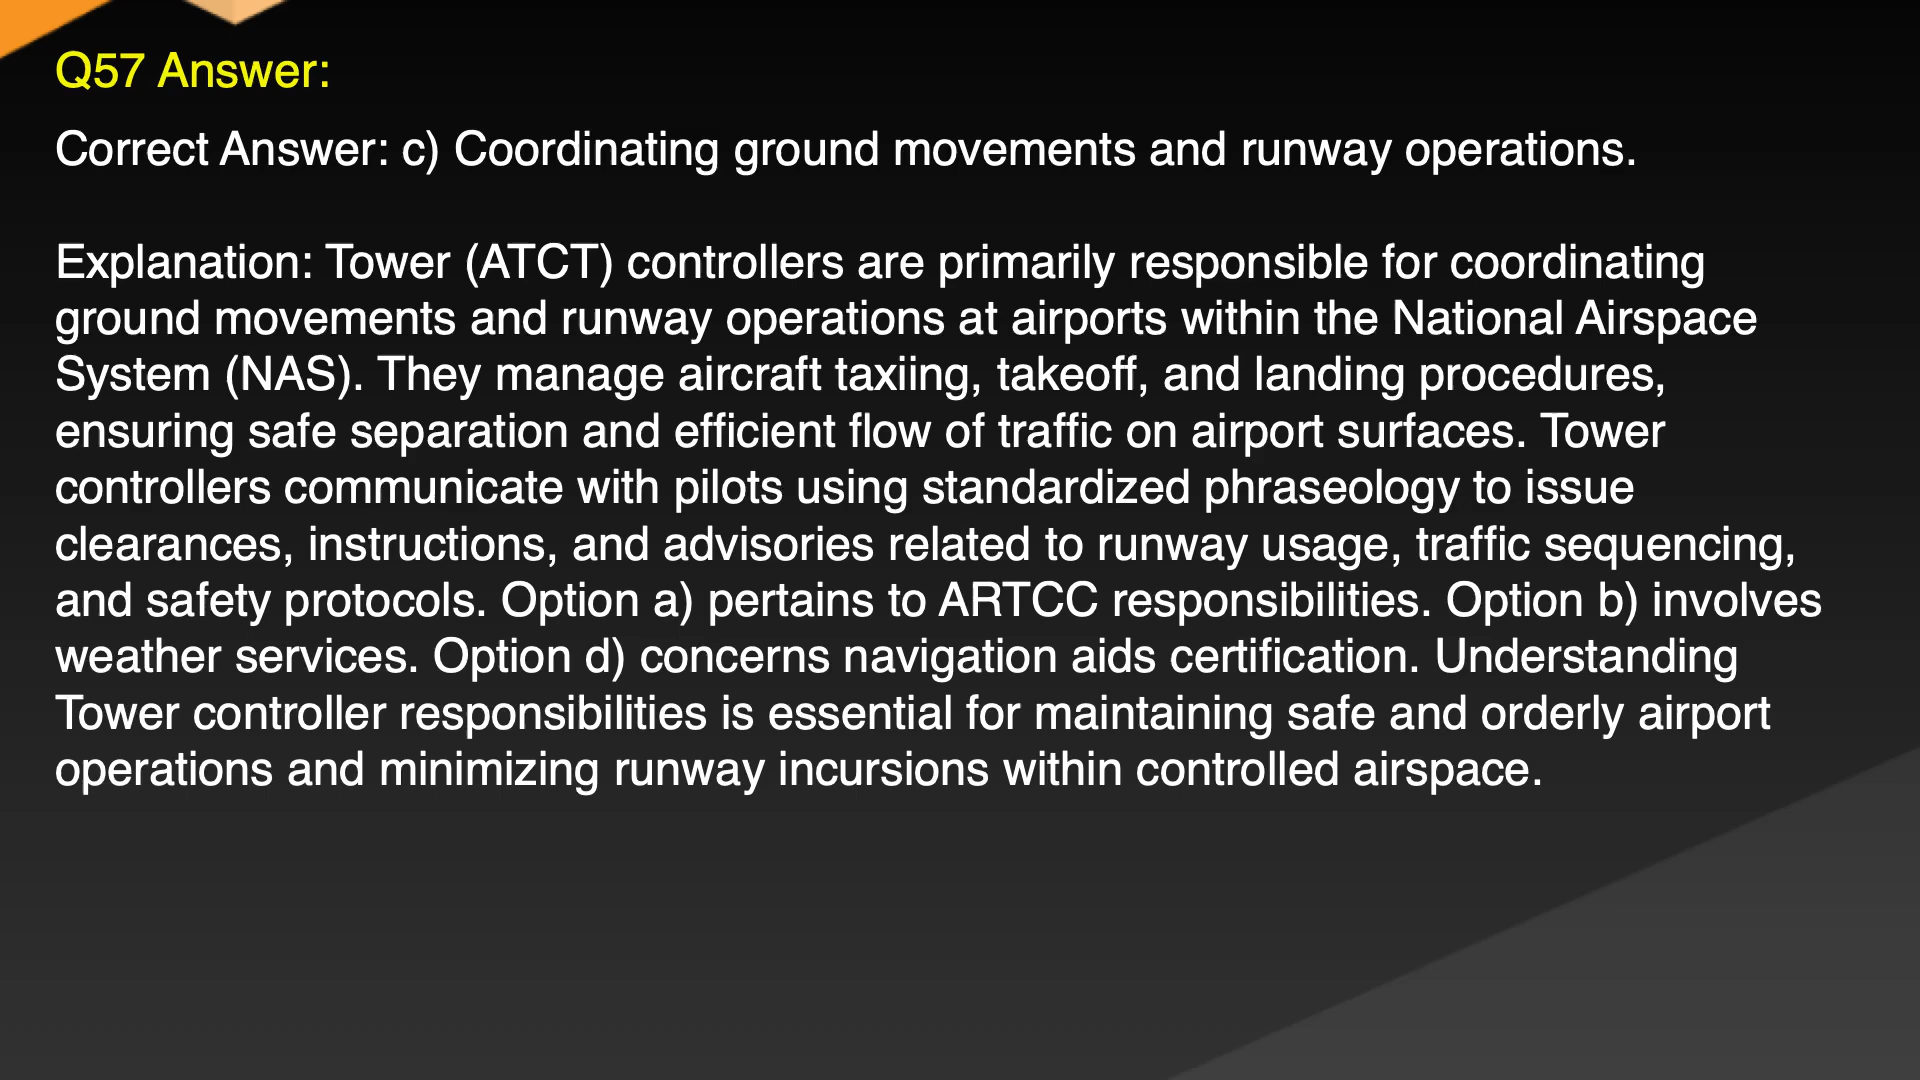 Q57 Answer:
Correct Answer: c) Coordinating ground movements and runway operations.
Explanation: Tower (ATCT) controllers are primarily responsible for coordinating
ground movements and runway operations at airports within the National Airspace
System (NAS). They manage aircraft taxiing, takeoff, and landing procedures,
ensuring safe separation and efficient flow of traffic on airport surfaces. Tower
controllers communicate with pilots using standardized phraseology to issue
clearances, instructions, and advisories related to runway usage, traffic sequencing,
and safety protocols. Option a) pertains to ARTCC responsibilities. Option b) involves
weather services. Option d) concerns navigation aids certification. Understanding
Tower controller responsibilities is essential for maintaining safe and orderly airport
operations and minimizing runway incursions within controlled airspace.